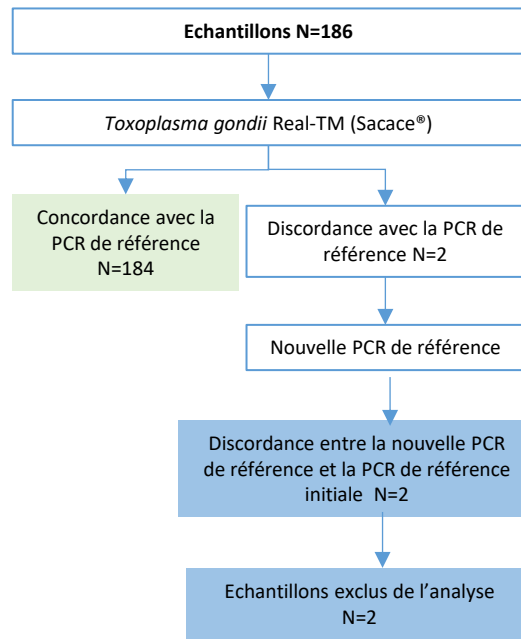 Echantillons N=186
Toxoplasma gondii Real-TM (Sacace®)
Concordance avec la
PCR de référence
N=184
Discordance avec la PCR de
référence N=2
Nouvelle PCR de référence
Discordance entre la nouvelle PCR
de référence et la PCR de référence
initiale N=2
Echantillons exclus de l’analyse
N=2